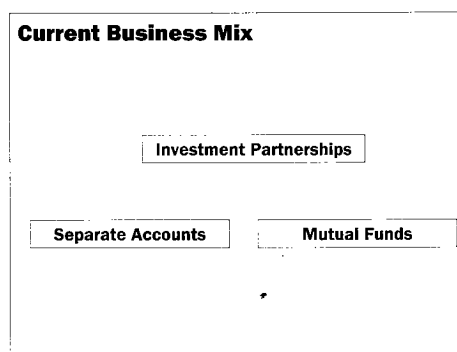 Current Business Mix
Investment Partnerships
Separate Accounts
Mutual Funds